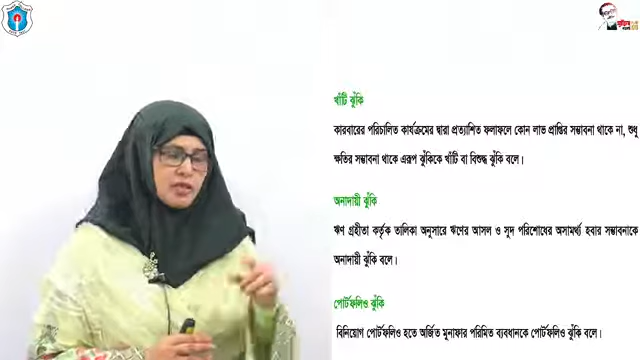 খাঁটি ঝুঁকি
কারবারের পরিচালিত কার্যক্রমের দ্বারা প্রত্যাশিত ফলাফলে কোন লাভ প্রাপ্তির সম্ভাবনা থাকে না, শুধু
ক্ষতির সম্ভাবনা থাকে এরূপ ঝুঁকিকে খাঁটি বা বিশুদ্ধ ঝুঁকি বলে।
অনাদায়ী ঝুঁকি
ঋণ গ্রহীতা কর্তৃক তালিকা অনুসারে ঋণের আসল ও সুদ পরিশোধের অসামর্থ্য হবার সম্ভাবনাকে
অনাদায়ী ঝুঁকি বলে।
পোর্টফলিও ঝুঁকি
বিনিয়োগ পোর্টফলিও হতে অর্জিত মূনাফার পরিমিত ব্যবধানকে পোর্টফলিও ঝুঁকি বলে।